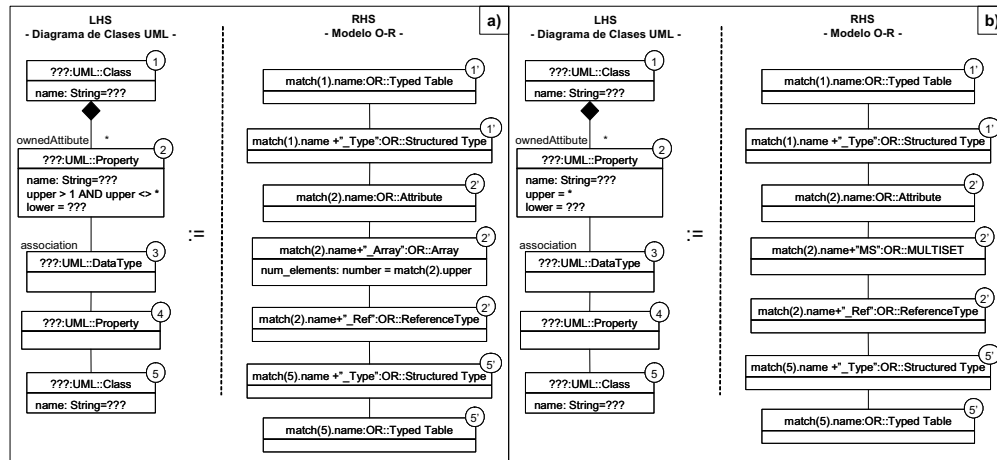 LHS
- Diagrama de Clases UML -
RHS
- Modelo O-R -
a)
1
???:UML::Class
name: String=???
ownedAttibute
*
2
???:UML::Property
name: String=???
upper > 1 AND upper <> *
lower = ???
association
3
???:UML::DataType
4
???:UML::Property
5
???:UML::Class
name: String=???
:=
1'
match(1).name:OR::Typed Table
1'
match(1).name +"_Type":OR::Structured Type
2'
match(2).name:OR::Attribute
2'
match(2).name+"_Array":OR::Array
num_elements: number = match(2).upper
2'
match(2).name+"_Ref":OR::ReferenceType
5'
match(5).name +"_Type":OR::Structured Type
5'
match(5).name:OR::Typed Table
LHS
- Diagrama de Clases UML -
RHS
- Modelo O-R -
b)
1
???:UML::Class
name: String=???
ownedAttibute
*
2
???:UML::Property
name: String=???
upper = *
lower = ???
association
3
???:UML::DataType
4
???:UML::Property
5
???:UML::Class
name: String=???
:=
1'
match(1).name:OR::Typed Table
1'
match(1).name +"_Type":OR::Structured Type
2'
match(2).name:OR::Attribute
2'
match(2).name+"MS":OR::MULTISET
2'
match(2).name+"_Ref":OR::ReferenceType
5'
match(5).name +"_Type":OR::Structured Type
5'
match(5).name:OR::Typed Table